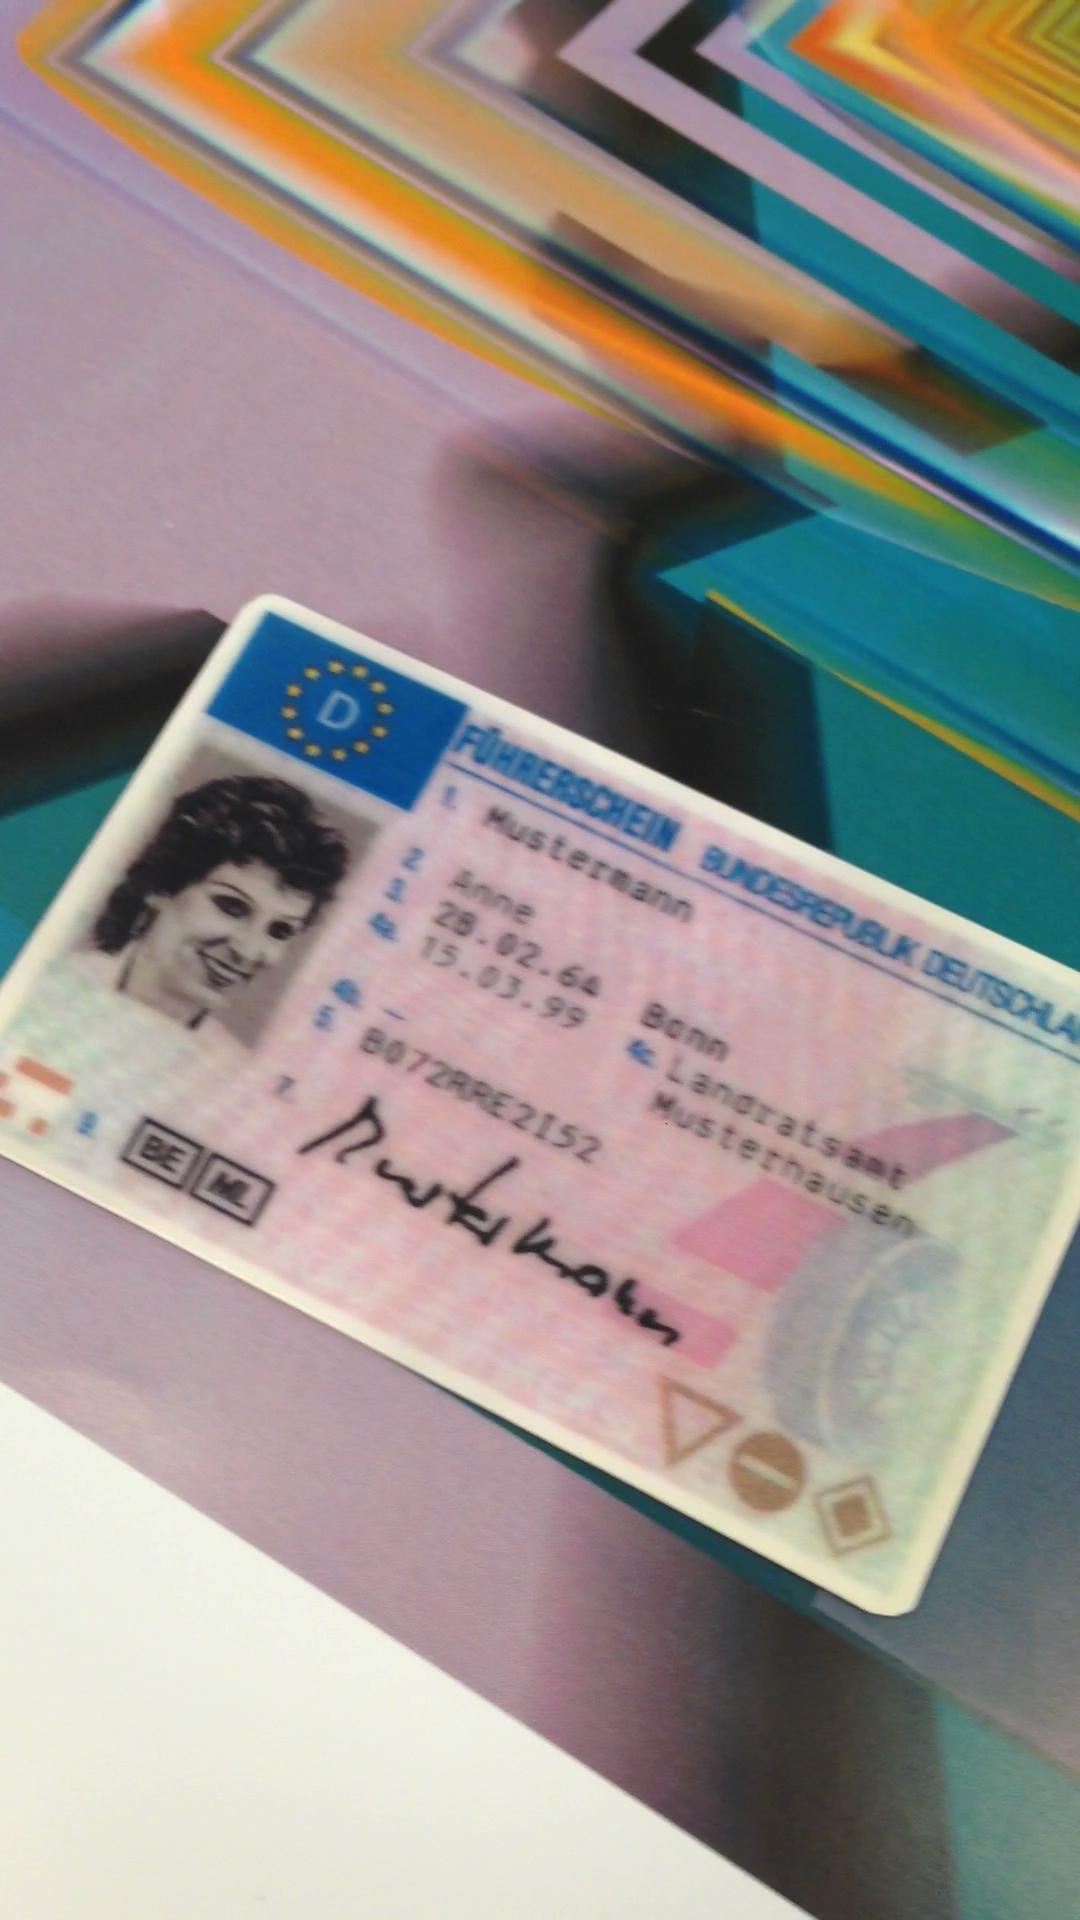 D
FÜHRERSCHEIN BUNDESREPUBLIK DEUTSCHLA
1. Mustermann
2. Anne
3. 28.02.64 Bonn
4a. 15.03.99 4c. Landratsamt
Musterhausen
4b. –
5. B072RRE2I52
7. Mustermann
9. BE ML